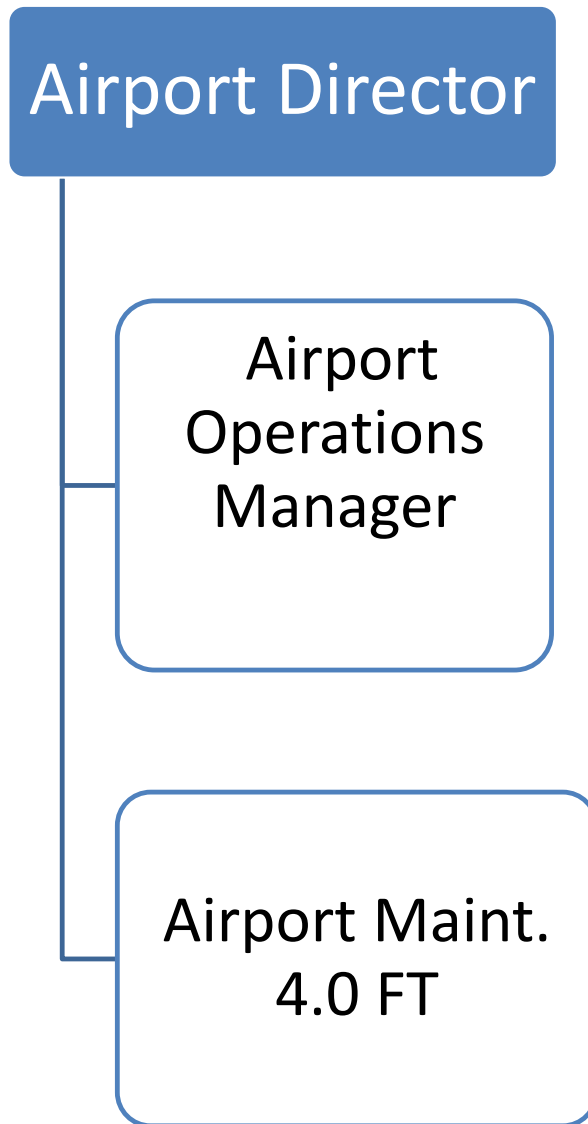 Airport Director
Airport
Operations
Manager
Airport Maint.
4.0 FT